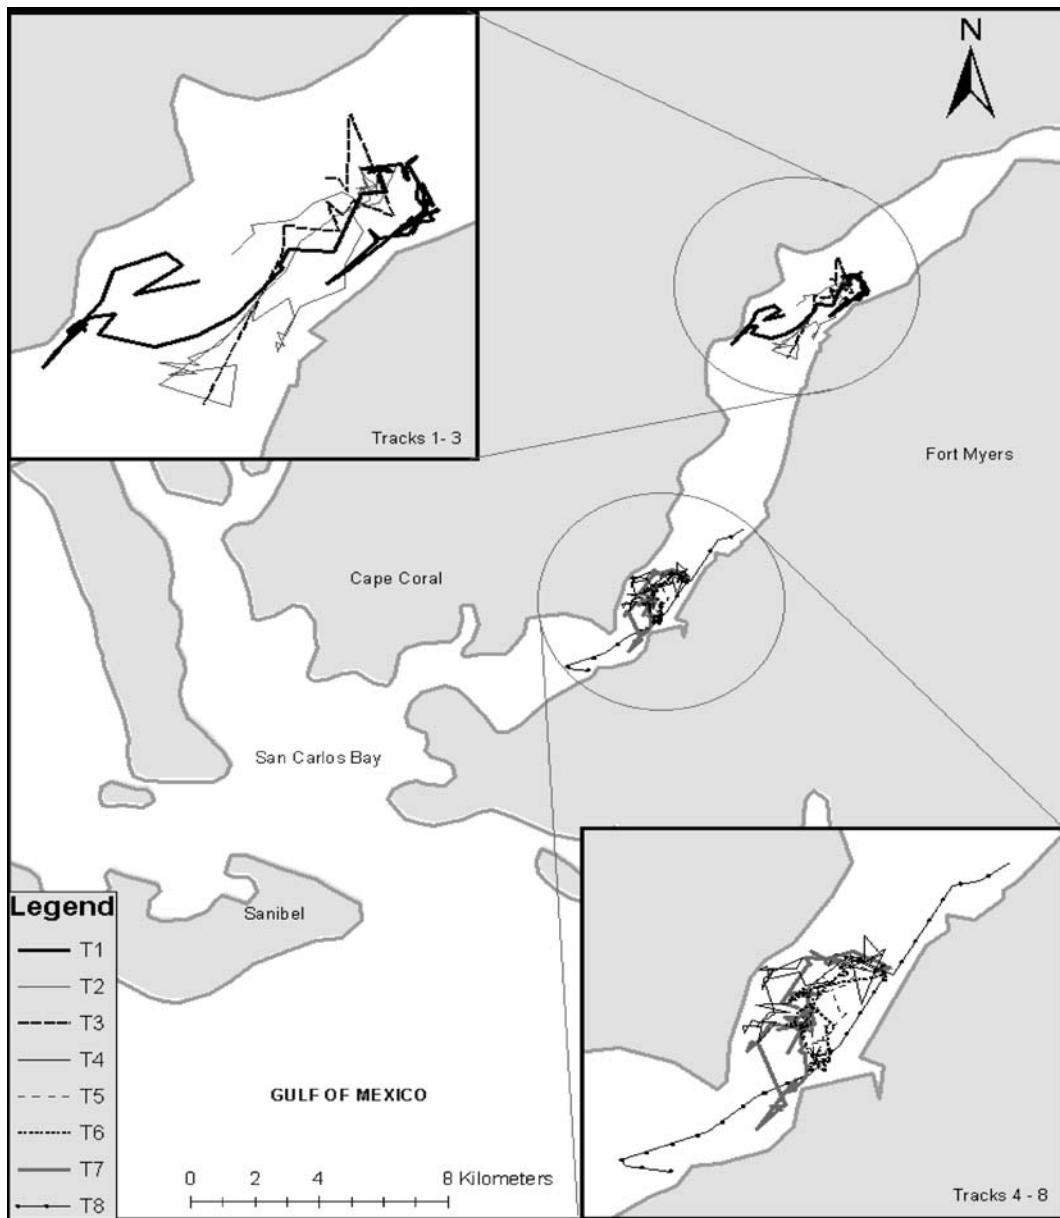 N
Tracks 1- 3
Fort Myers
Cape Coral
San Carlos Bay
Sanibel
Legend
T1
T2
T3
T4
T5
T6
T7
T8
GULF OF MEXICO
0 2 4 8 Kilometers
Tracks 4 - 8